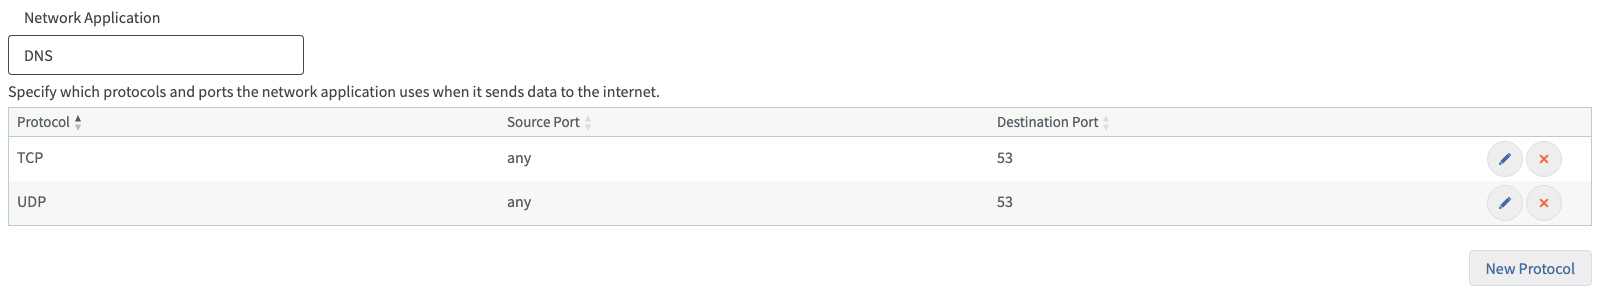 Network Application
DNS
Specify which protocols and ports the network application uses when it sends data to the internet.
Protocol Source Port Destination Port
TCP any 53
UDP any 53
New Protocol